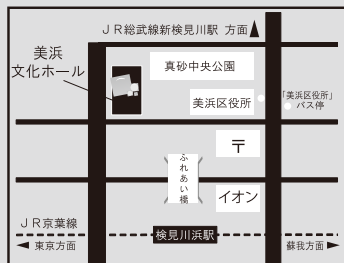 JR総武線新検見川駅 方面
美浜
文化ホール
真砂中央公園
美浜区役所
「美浜区役所」
バス停
〒
ふれあい橋
イオン
JR京葉線
検見川浜駅
東京方面
蘇我方面